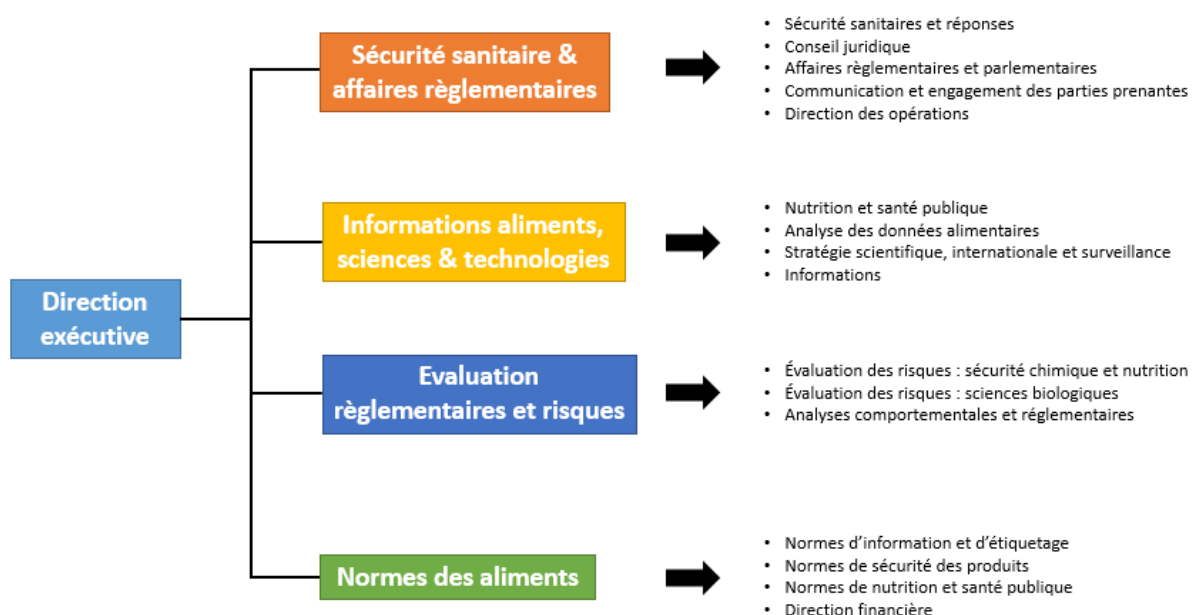 Sécurité sanitaire &
affaires règlementaires
• Sécurité sanitaires et réponses
• Conseil juridique
• Affaires règlementaires et parlementaires
• Communication et engagement des parties prenantes
• Direction des opérations
Informations aliments,
sciences & technologies
• Nutrition et santé publique
• Analyse des données alimentaires
• Stratégie scientifique, internationale et surveillance
• Informations
Direction
exécutive
Evaluation
règlementaires et risques
• Évaluation des risques : sécurité chimique et nutrition
• Évaluation des risques : sciences biologiques
• Analyses comportementales et réglementaires
Normes des aliments
• Normes d’information et d’étiquetage
• Normes de sécurité des produits
• Normes de nutrition et santé publique
• Direction financière